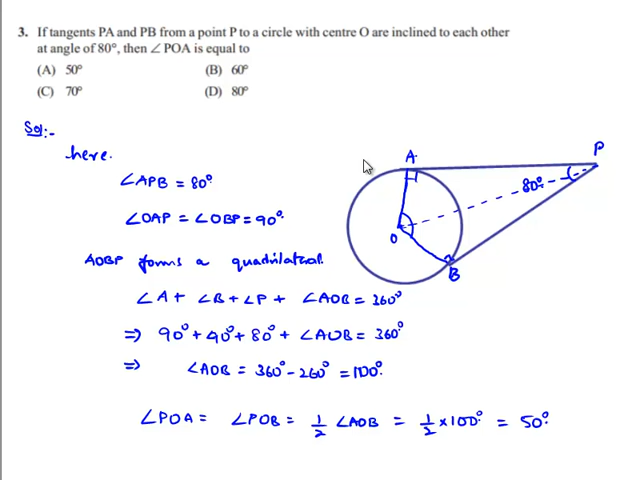 3. If tangents PA and PB from a point P to a circle with centre O are inclined to each other
at angle of 80°, then ∠ POA is equal to
(A) 50° (B) 60°
(C) 70° (D) 80°
Sol:-
here.
∠APB = 80°
∠OAP = ∠OBP = 90°.
AOBP forms a quadrilateral.
∠A + ∠B + ∠P + ∠AOB = 360°
⇒ 90° + 90° + 80° + ∠AOB = 360°
⇒ ∠AOB = 360° - 260° = 100°.
∠POA = ∠POB = 1/2 ∠AOB = 1/2 × 100° = 50°.
A.
P
80°
O
B